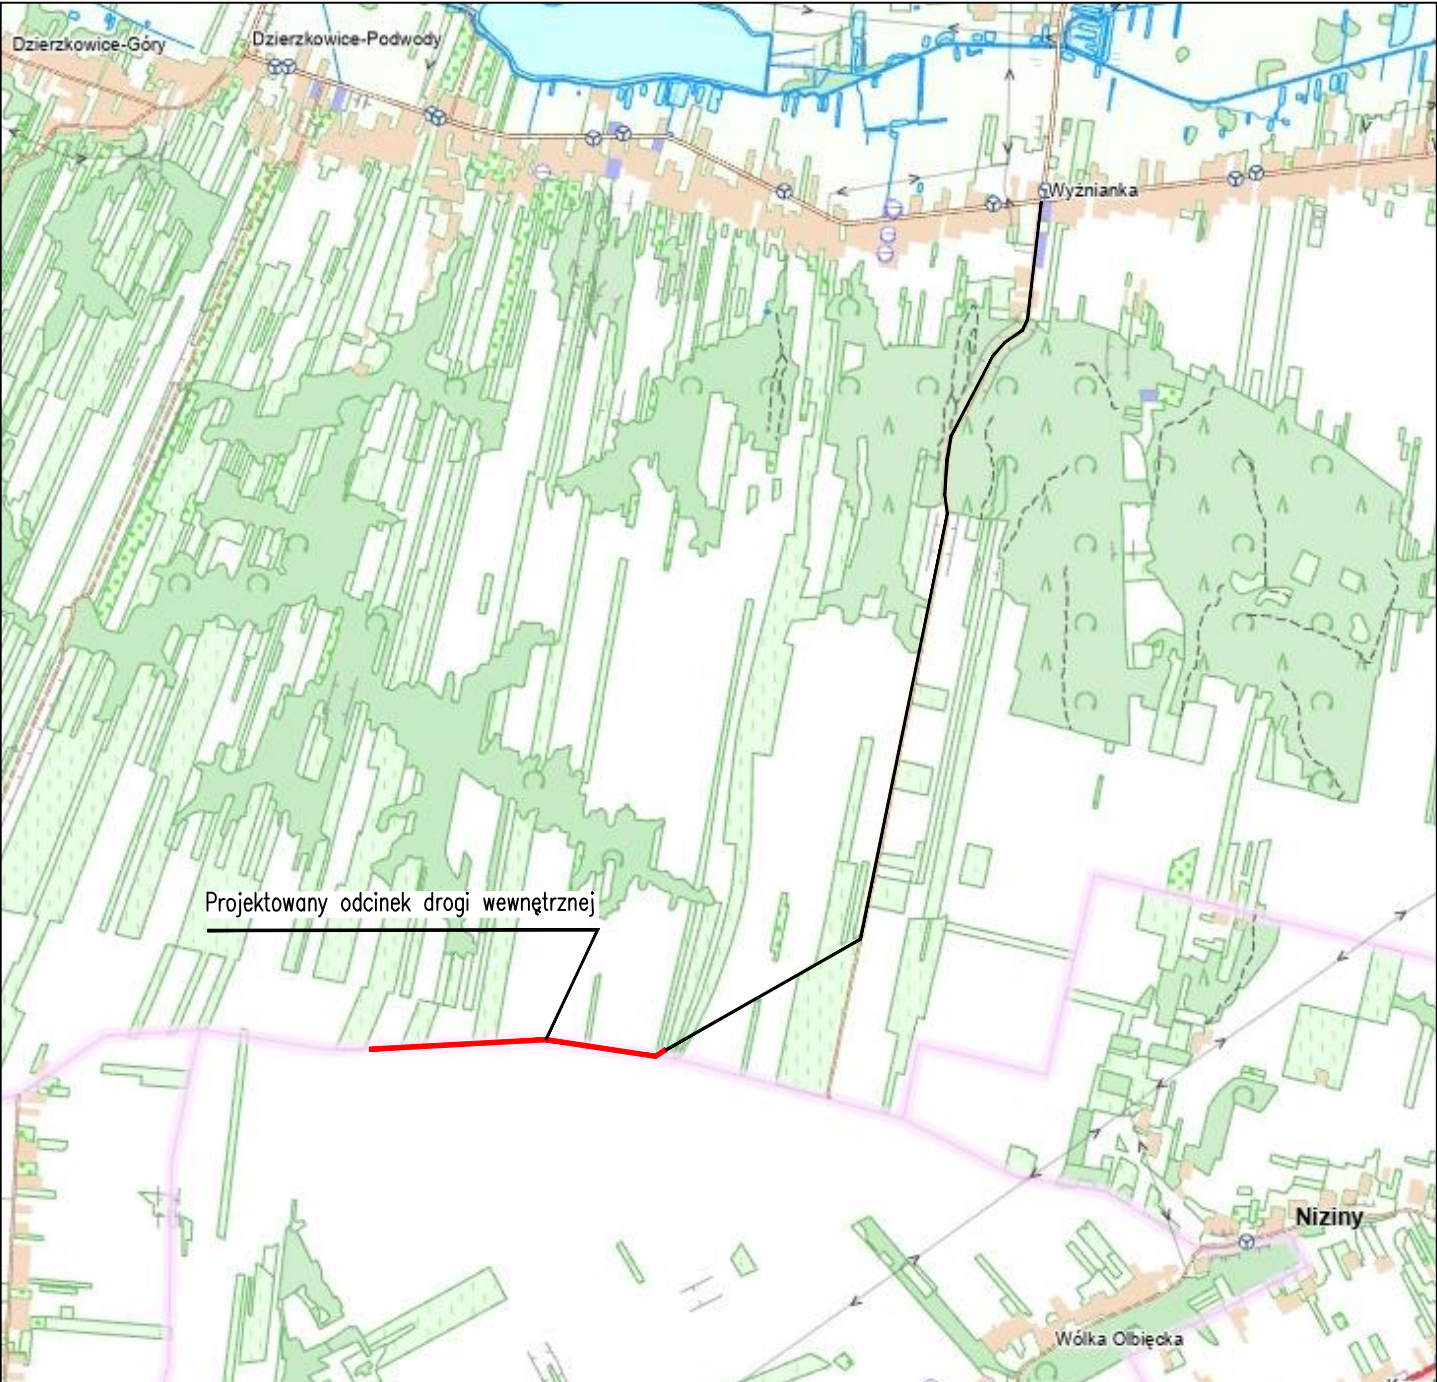 Dzierzkowice-Góry
Dzierzkowice-Podwody
Wyżnianka
Projektowany odcinek drogi wewnętrznej
Niziny
Wólka Olbięcka